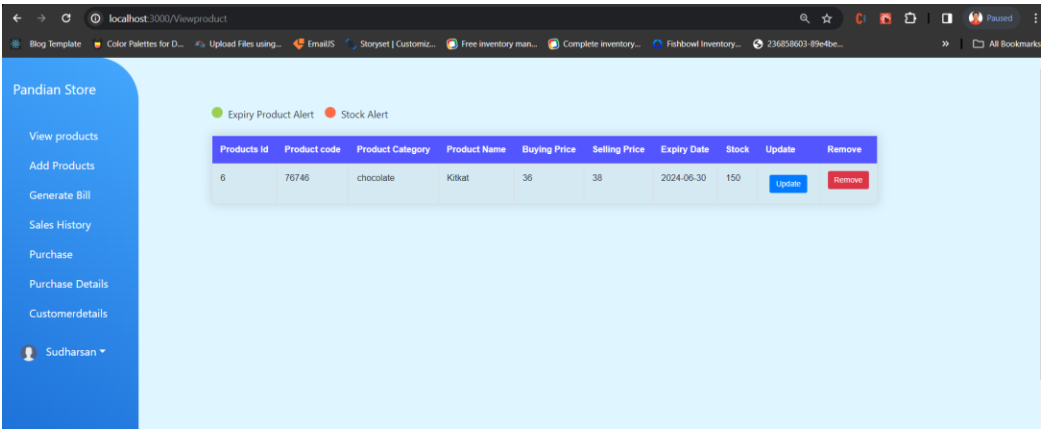 localhost:3000/Viewproduct
Paused
Blog Template Color Palettes for D... Upload Files using... EmailJS Storyset | Customiz... Free inventory man... Complete inventory... Fishbowl Inventory... 236858603-89e4be... » All Bookmarks
Pandian Store
View products
Add Products
Generate Bill
Sales History
Purchase
Purchase Details
Customerdetails
Sudharsan
Expiry Product Alert Stock Alert
Products Id Product code Product Category Product Name Buying Price Selling Price Expiry Date Stock Update Remove
6 76746 chocolate Kitkat 36 38 2024-06-30 150 Update Remove